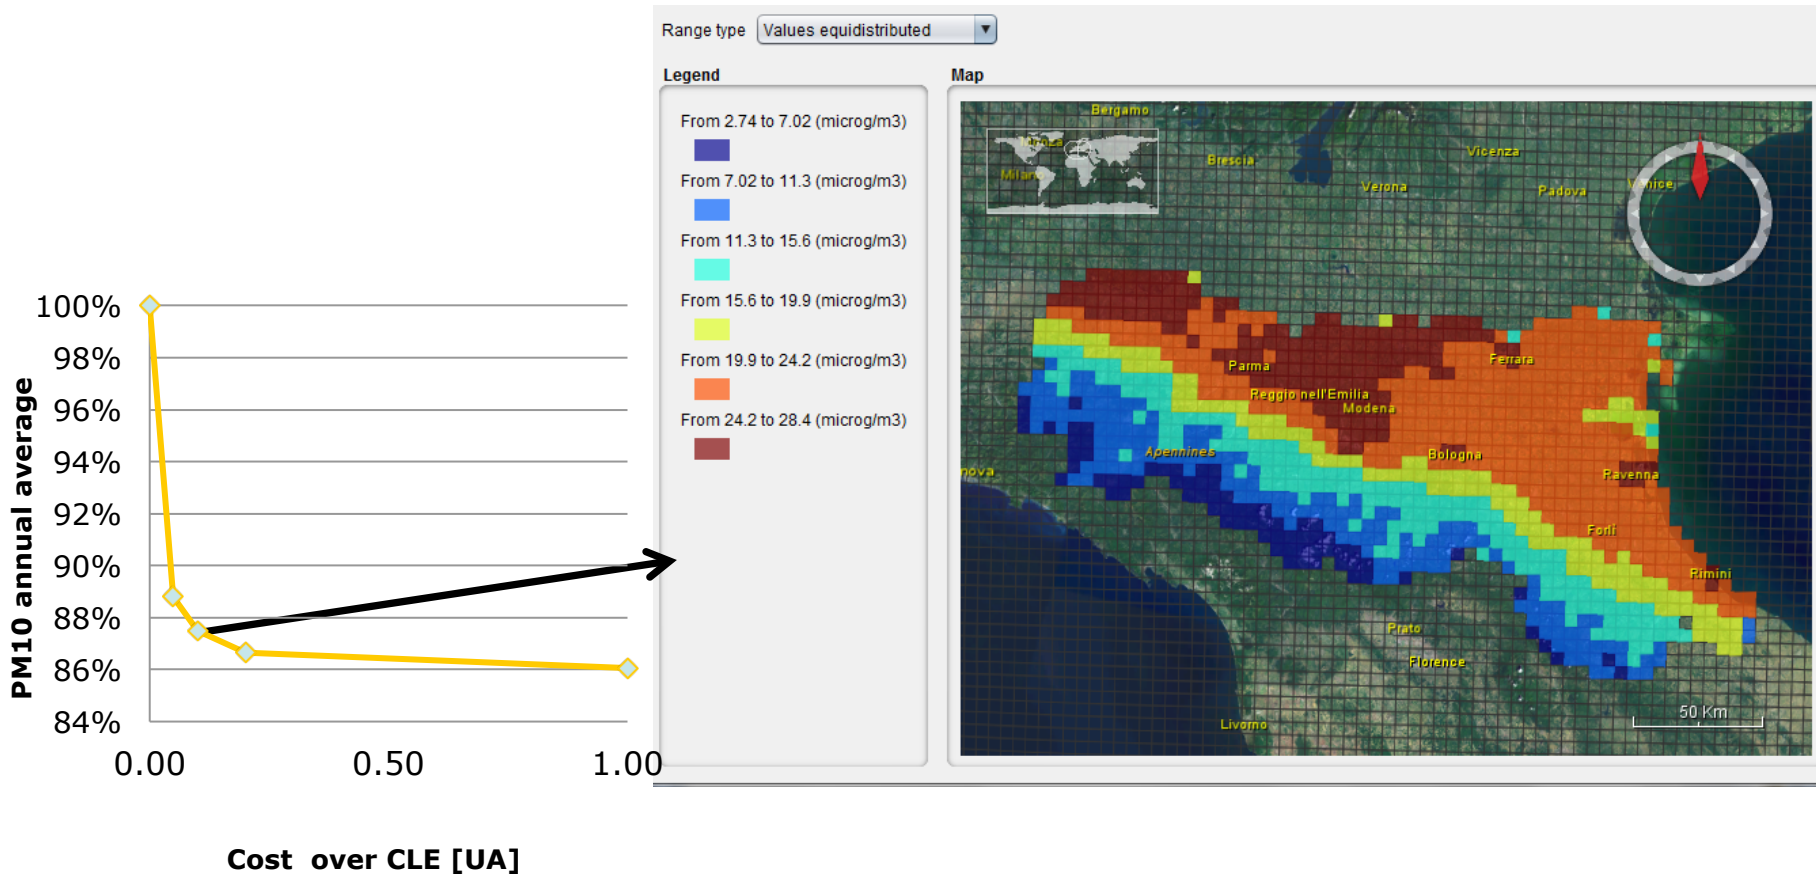 Range type Values equidistributed
Legend
From 2.74 to 7.02 (microg/m3)
From 7.02 to 11.3 (microg/m3)
From 11.3 to 15.6 (microg/m3)
From 15.6 to 19.9 (microg/m3)
From 19.9 to 24.2 (microg/m3)
From 24.2 to 28.4 (microg/m3)
Map
Bergamo
Monza
Milano
Brescia
Verona
Vicenza
Padova
Venice
Parma
Reggio nell'Emilia
Modena
Ferrara
Apennines
Bologna
Ravenna
nova
Forlì
Rimini
Prato
Florence
Livorno
50 Km
PM10 annual average
100%
98%
96%
94%
92%
90%
88%
86%
84%
0.00 0.50 1.00
Cost over CLE [UA]